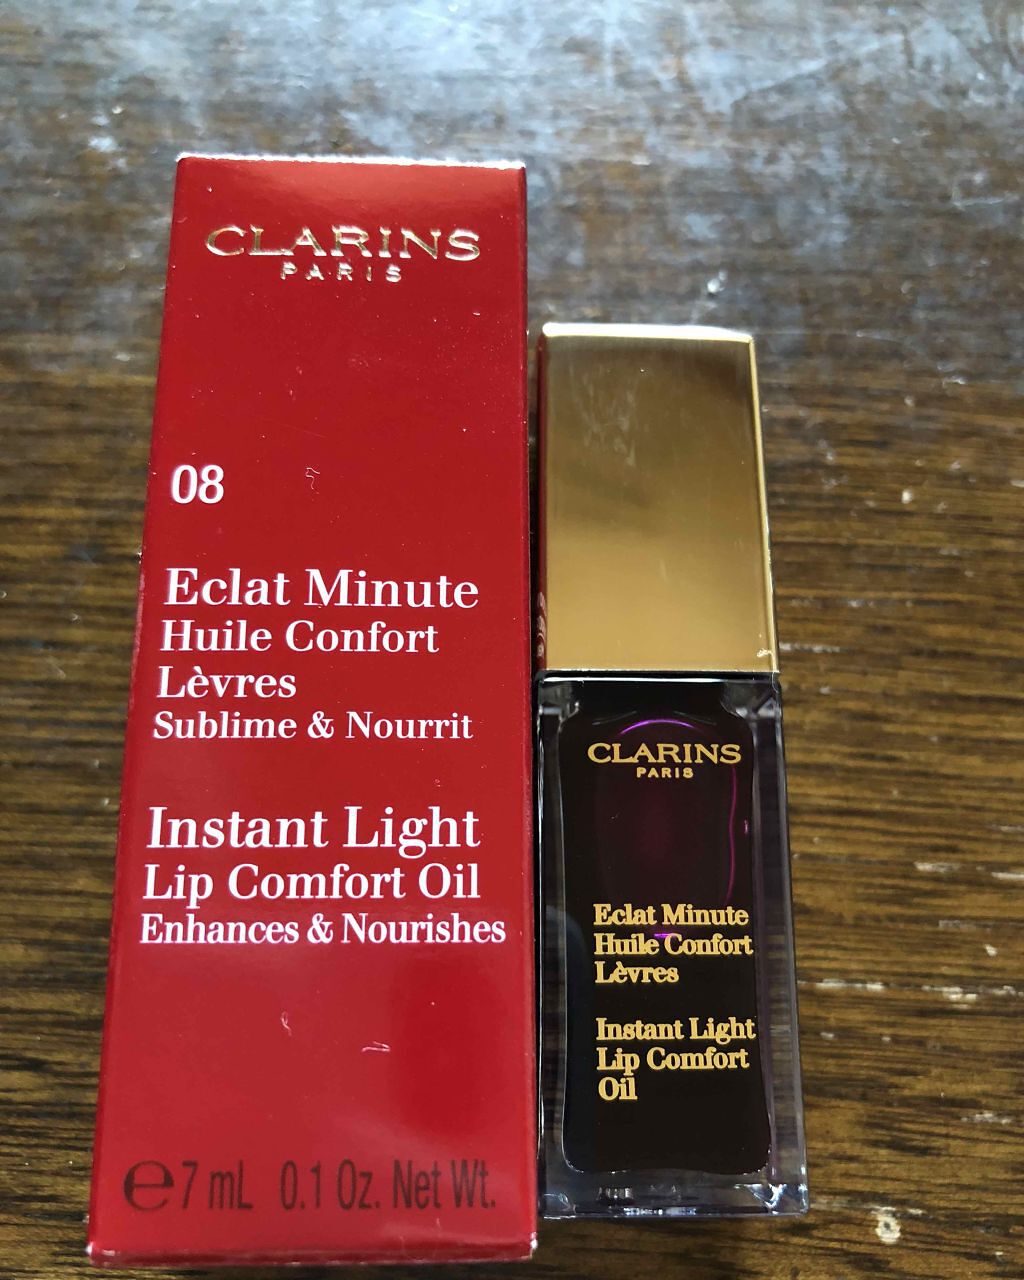 CLARINS
PARIS
08
Eclat Minute
Huile Confort
Lèvres
Sublime & Nourrit
Instant Light
Lip Comfort Oil
Enhances & Nourishes
℮7 mL 0.1 Oz. Net Wt.
CLARINS
PARIS
Eclat Minute
Huile Confort
Lèvres
Instant Light
Lip Comfort
Oil